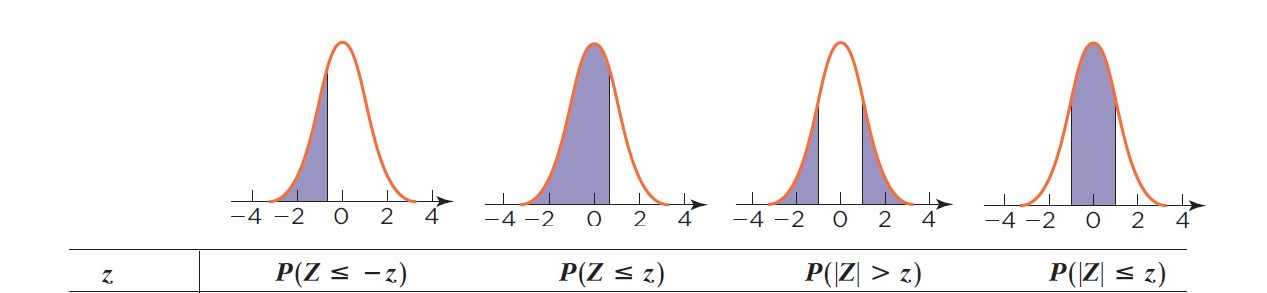 −4 −2 0 2 4 −4 −2 0 2 4 −4 −2 0 2 4 −4 −2 0 2 4
z P(Z ≤ −z) P(Z ≤ z) P(|Z| > z) P(|Z| ≤ z)